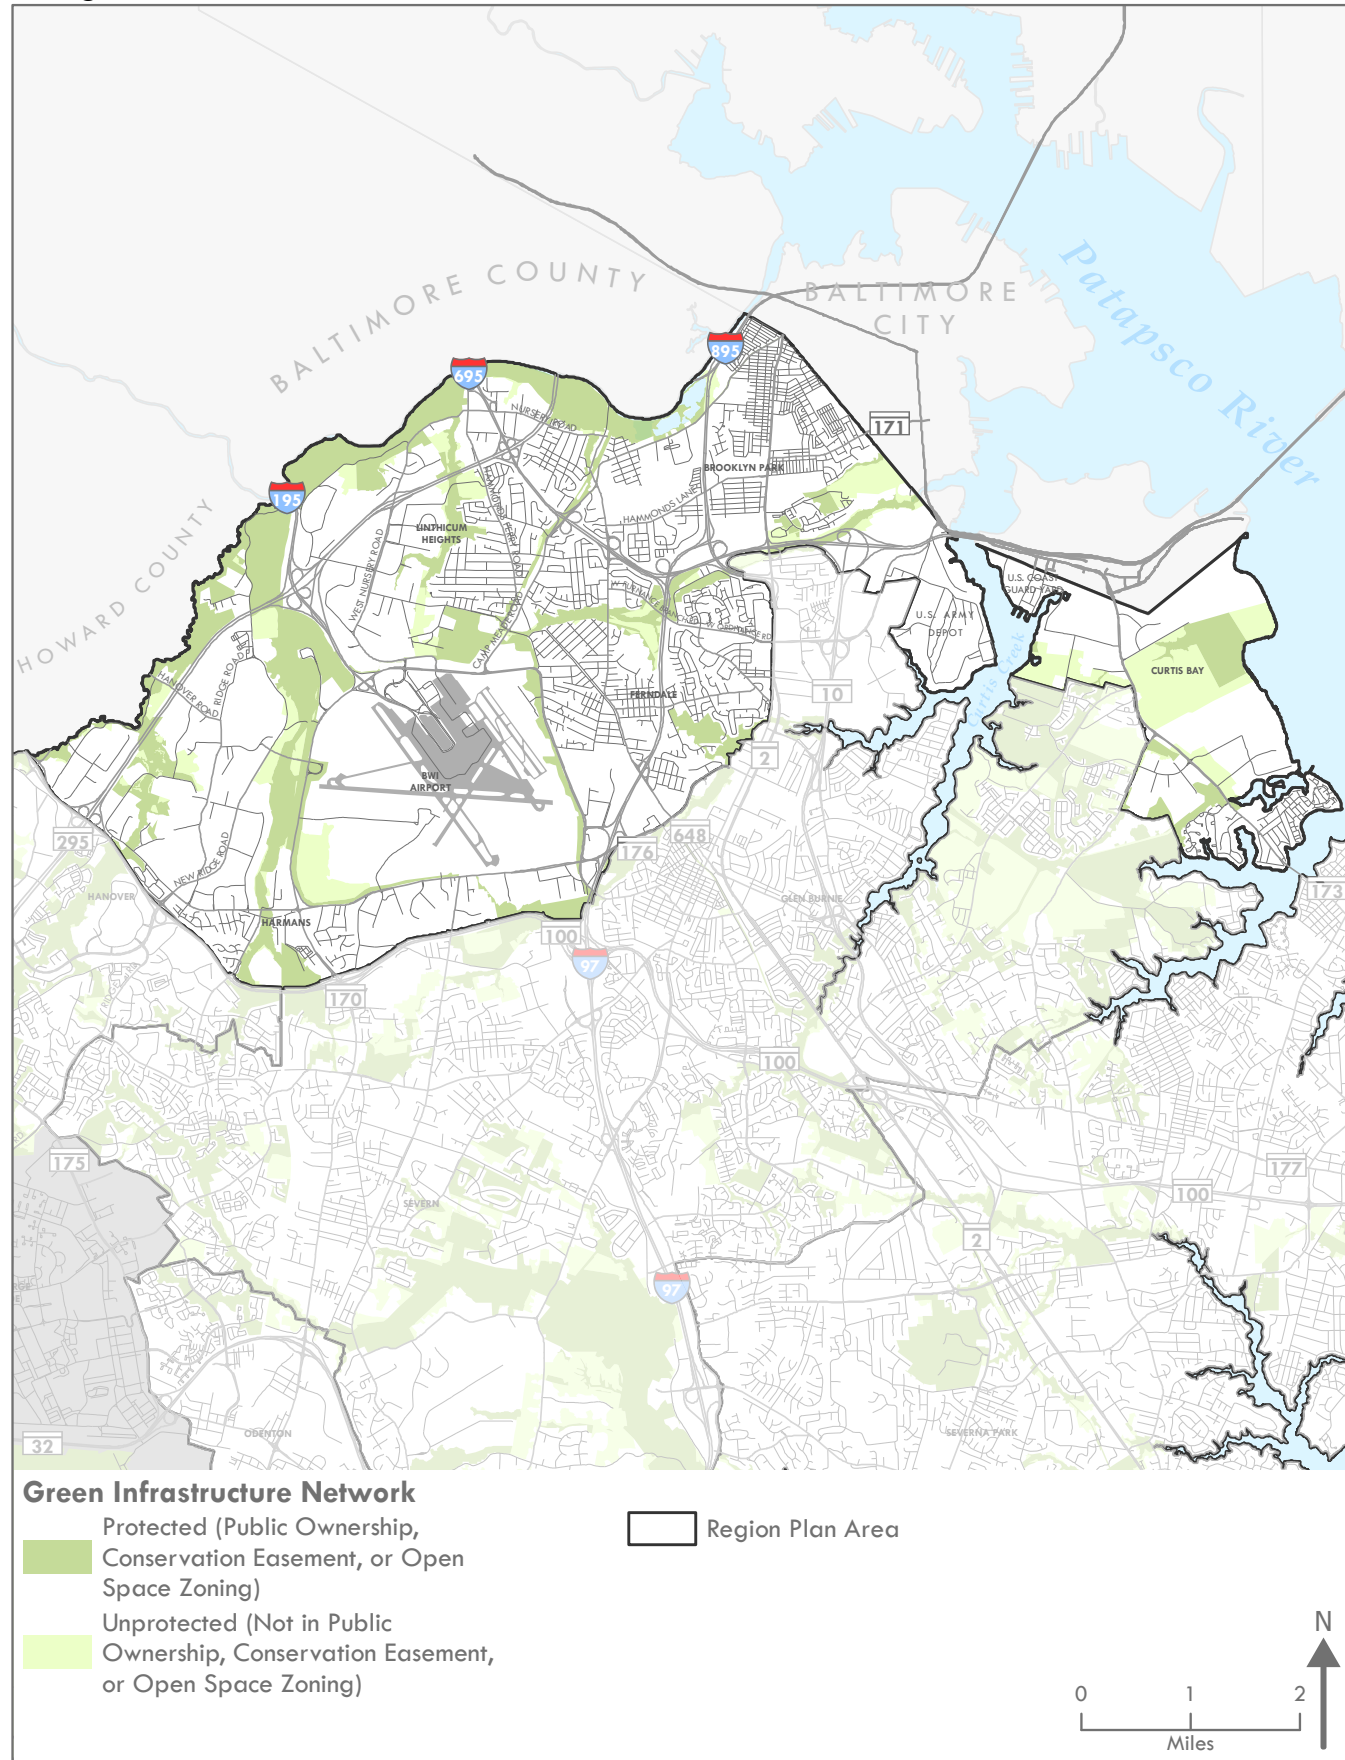 BALTIMORE COUNTY
BALTIMORE
CITY
Patapsco River
HOWARD COUNTY
895
695
195
171
NURSERY ROAD
BROOKLYN PARK
HAMMONDS LANE
HAMMONDS FERRY ROAD
LINTHICUM
HEIGHTS
WEST NURSERY ROAD
U.S. COAST
GUARD YARD
U.S. ARMY
DEPOT
Curtis Creek
CURTIS BAY
CAMP MEADE ROAD
FERNDALE
RIDGE ROAD
HANOVER ROAD
10
2
BWI
AIRPORT
295
648
176
NEW RIDGE ROAD
HANOVER
GLEN BURNIE
173
HARMANS
100
97
170
100
175
177
100
SEVERN
2
97
ODENTON
SEVERNA PARK
32
Green Infrastructure Network
Protected (Public Ownership,
Conservation Easement, or Open
Space Zoning)
Unprotected (Not in Public
Ownership, Conservation Easement,
or Open Space Zoning)
Region Plan Area
N
0 1 2
Miles